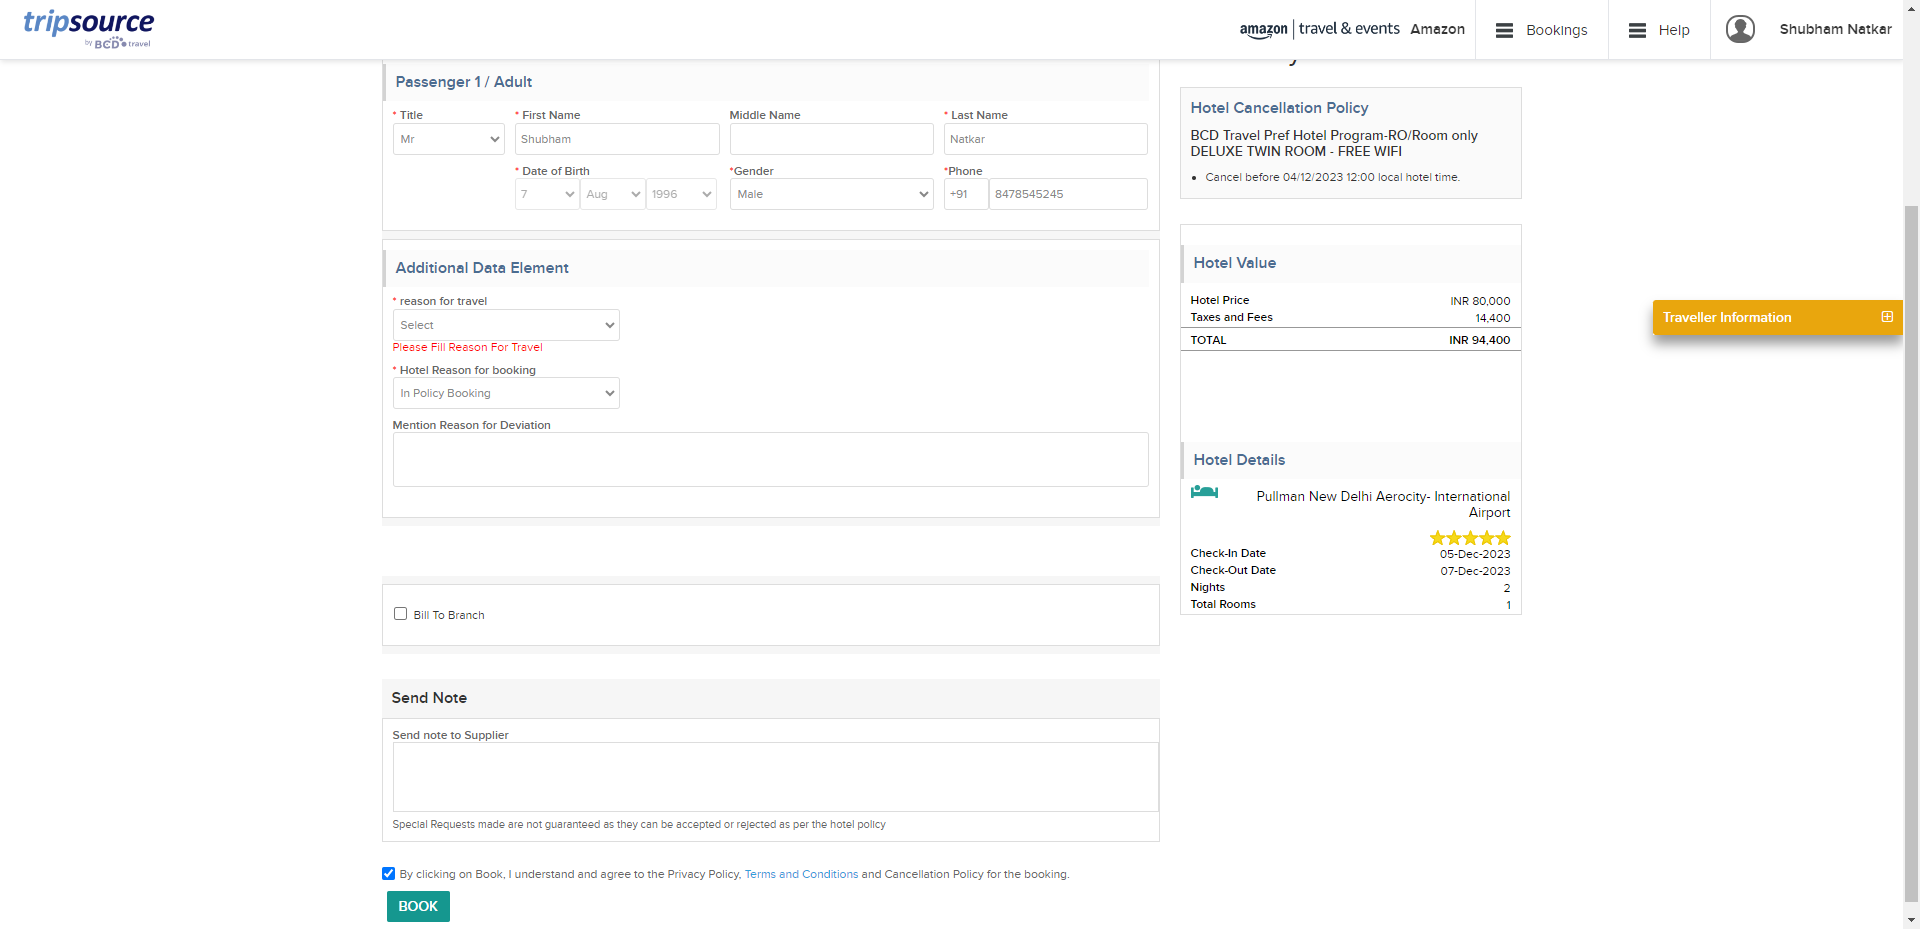 tripsource
by BCD travel
amazon | travel & events Amazon
Bookings
Help
Shubham Natkar
Passenger 1 / Adult
* Title
* First Name
Middle Name
* Last Name
Mr
Shubham
Natkar
* Date of Birth
*Gender
*Phone
7
Aug
1996
Male
+91
8478545245
Additional Data Element
* reason for travel
Select
Please Fill Reason For Travel
* Hotel Reason for booking
In Policy Booking
Mention Reason for Deviation
Bill To Branch
Send Note
Send note to Supplier
Special Requests made are not guaranteed as they can be accepted or rejected as per the hotel policy
By clicking on Book, I understand and agree to the Privacy Policy, Terms and Conditions and Cancellation Policy for the booking.
BOOK
Hotel Cancellation Policy
BCD Travel Pref Hotel Program-RO/Room only
DELUXE TWIN ROOM - FREE WIFI
• Cancel before 04/12/2023 12:00 local hotel time.
Hotel Value
Hotel Price INR 80,000
Taxes and Fees 14,400
TOTAL INR 94,400
Hotel Details
Pullman New Delhi Aerocity- International
Airport
Check-In Date 05-Dec-2023
Check-Out Date 07-Dec-2023
Nights 2
Total Rooms 1
Traveller Information